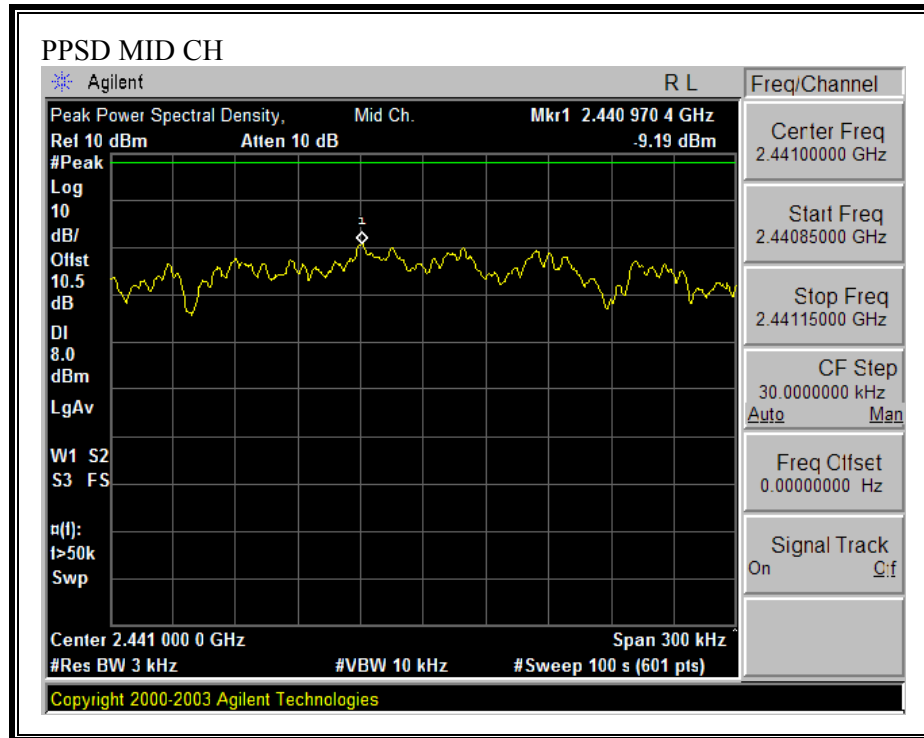 PPSD MID CH
Agilent R L
Peak Power Spectral Density, Mid Ch. Mkr1 2.440 970 4 GHz
Ref 10 dBm Atten 10 dB -9.19 dBm
#Peak
Log
10
dB/
Offst
10.5
dB
DI
8.0
dBm
LgAv
W1 S2
S3 FS
¤(f):
f>50k
Swp
1
Center 2.441 000 0 GHz Span 300 kHz
#Res BW 3 kHz #VBW 10 kHz #Sweep 100 s (601 pts)
Copyright 2000-2003 Agilent Technologies
Freq/Channel
Center Freq
2.44100000 GHz
Start Freq
2.44085000 GHz
Stop Freq
2.44115000 GHz
CF Step
30.0000000 kHz
Auto Man
Freq Offset
0.00000000 Hz
Signal Track
On Off